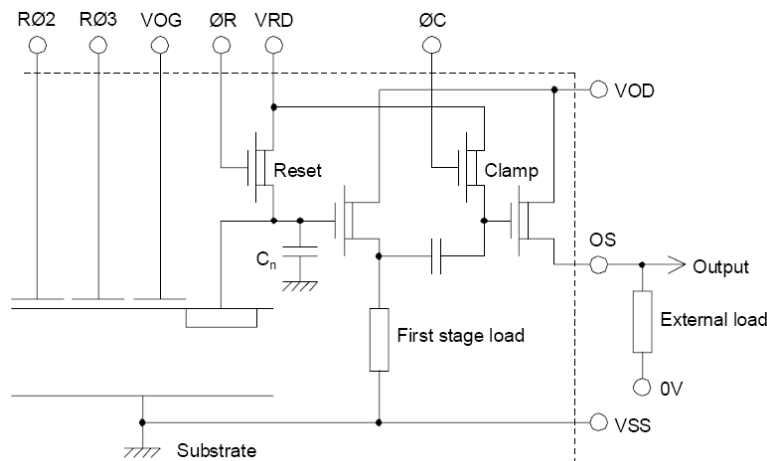 RØ2 RØ3 VOG ØR VRD ØC
VOD
Reset
Clamp
OS
Cn
Output
First stage load
External load
0V
VSS
Substrate